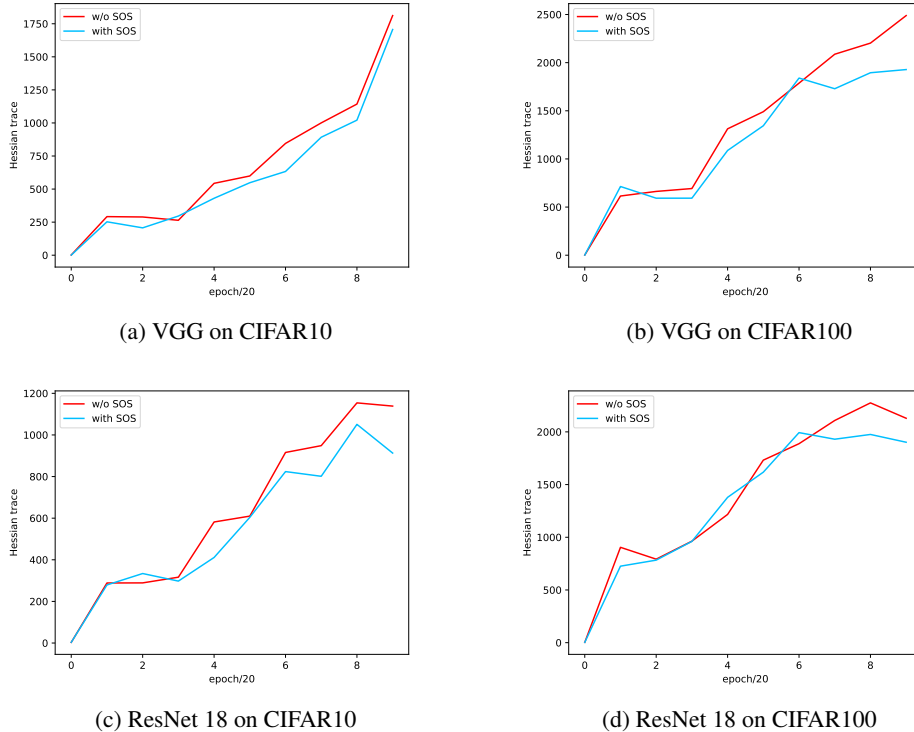 w/o SOS
with SOS
1750
1500
1250
1000
750
500
250
0
Hessian trace
0 2 4 6 8
epoch/20
(a) VGG on CIFAR10
w/o SOS
with SOS
2500
2000
1500
1000
500
0
Hessian trace
0 2 4 6 8
epoch/20
(b) VGG on CIFAR100
w/o SOS
with SOS
1200
1000
800
600
400
200
0
Hessian trace
0 2 4 6 8
epoch/20
(c) ResNet 18 on CIFAR10
w/o SOS
with SOS
2000
1500
1000
500
0
Hessian trace
0 2 4 6 8
epoch/20
(d) ResNet 18 on CIFAR100